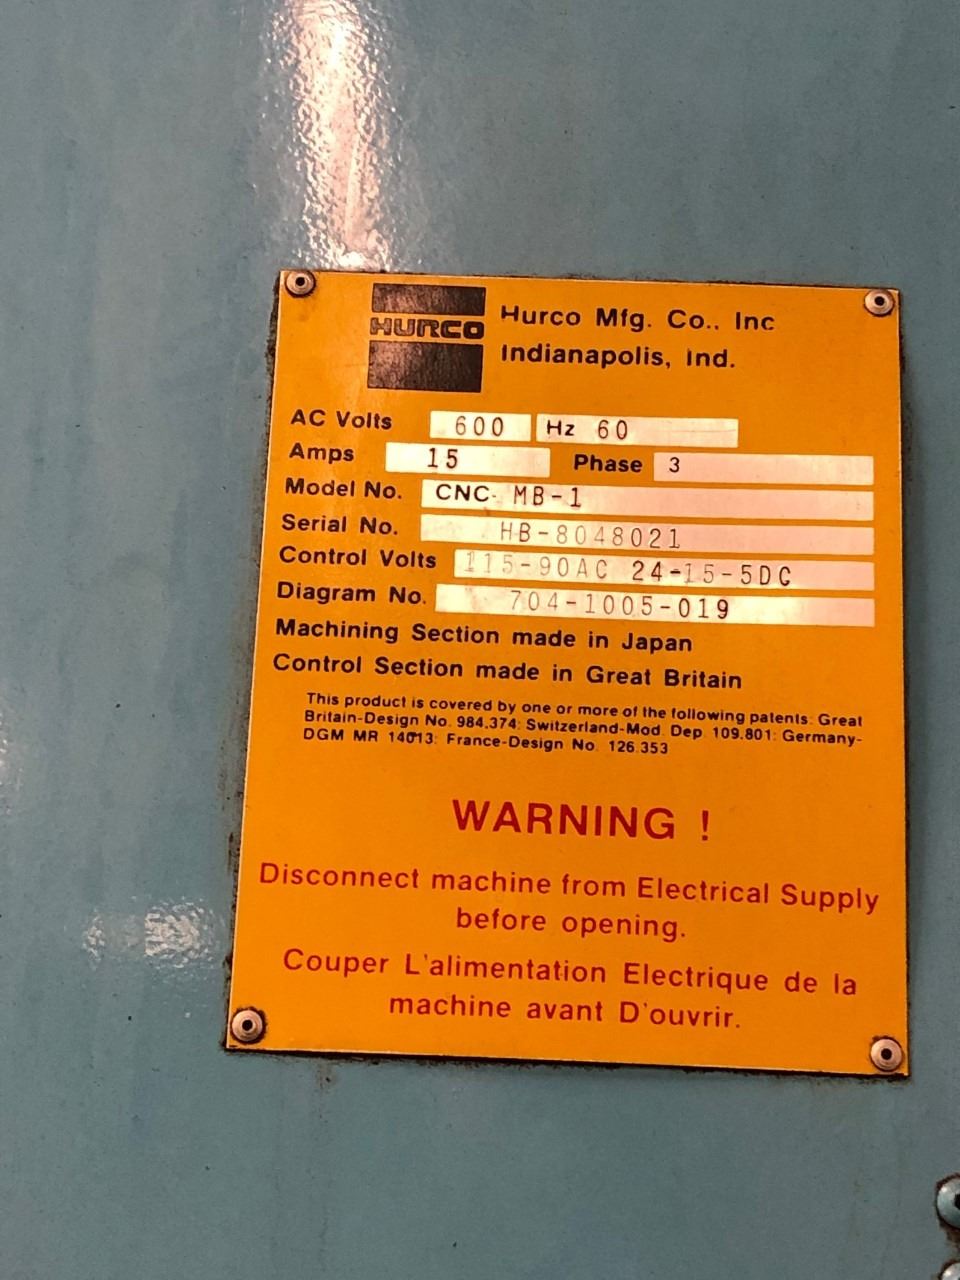 HURCO
Hurco Mfg. Co., Inc
Indianapolis, Ind.
AC Volts 600 Hz 60
Amps 15 Phase 3
Model No. CNC- MB-1
Serial No. HB-8048021
Control Volts 115-90AC 24-15-5DC
Diagram No. 704-1005-019
Machining Section made in Japan
Control Section made in Great Britain
This product is covered by one or more of the following patents: Great
Britain-Design No. 984.374: Switzerland-Mod. Dep. 109.801: Germany-
DGM MR 14013: France-Design No. 126.353
WARNING !
Disconnect machine from Electrical Supply
before opening.
Couper L'alimentation Electrique de la
machine avant D'ouvrir.